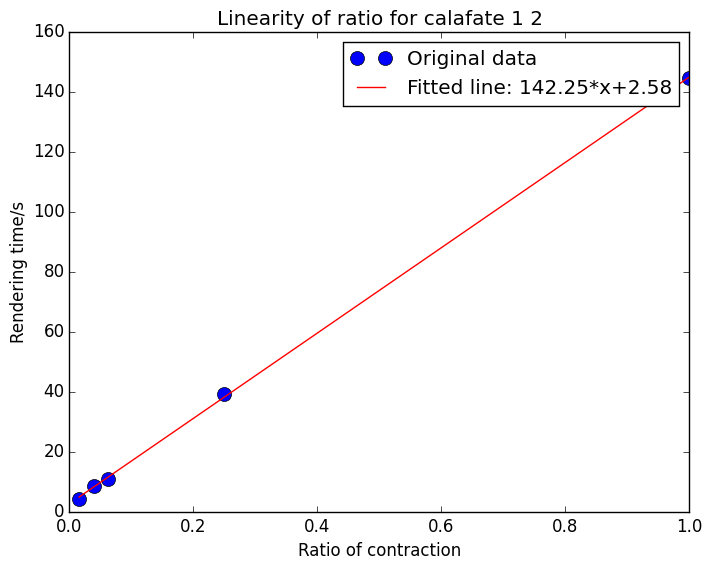 Linearity of ratio for calafate 1 2
Original data
Fitted line: 142.25*x+2.58
160
140
120
100
80
60
40
20
0
Rendering time/s
0.0 0.2 0.4 0.6 0.8 1.0
Ratio of contraction